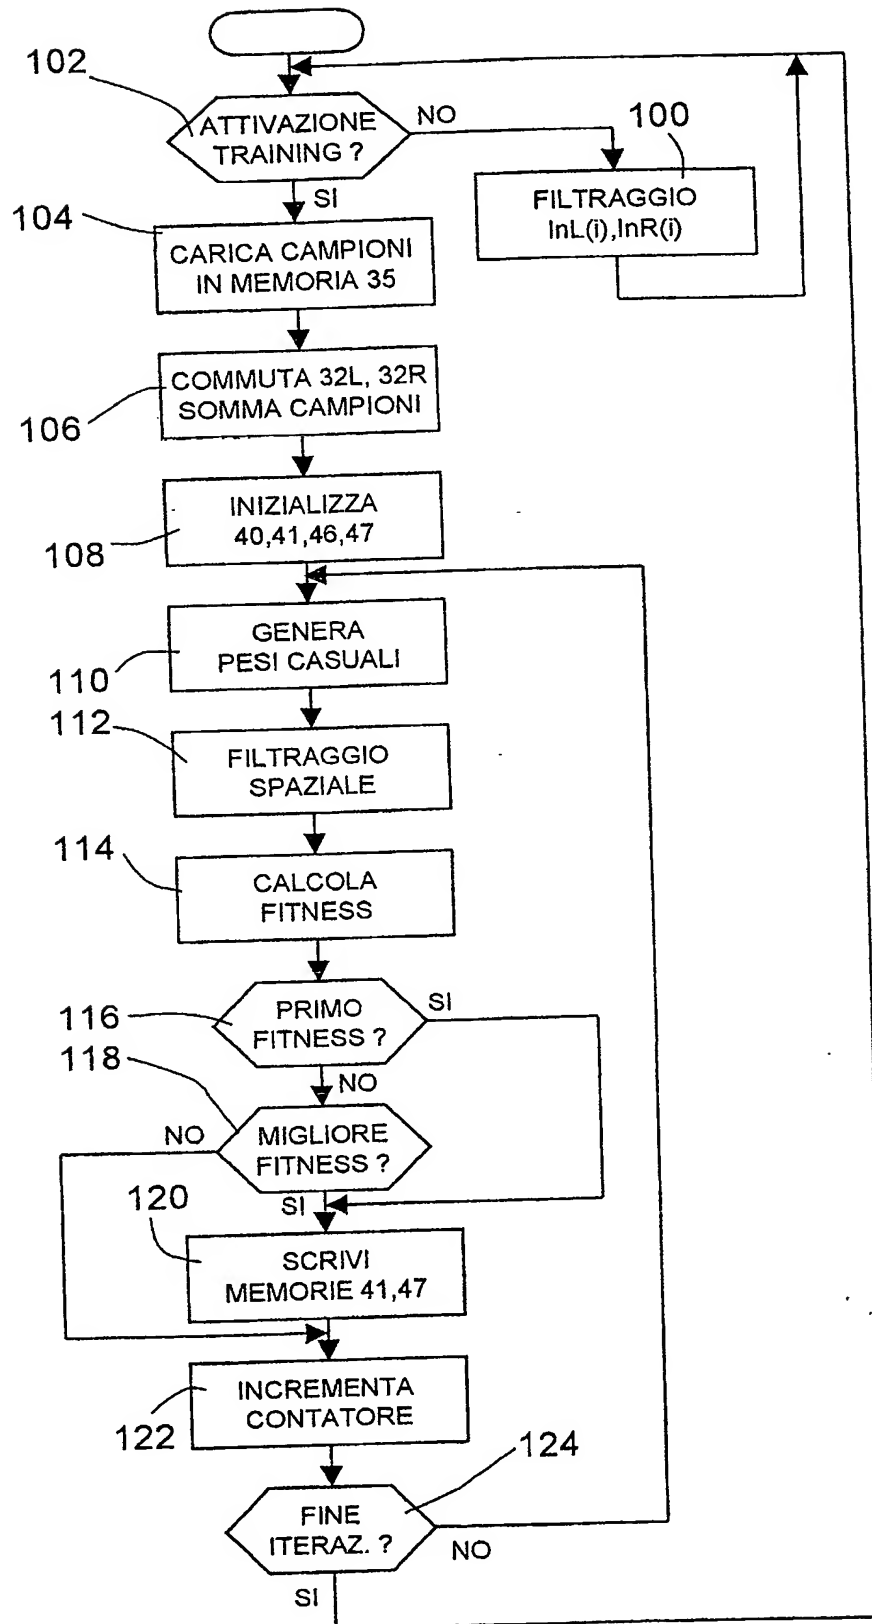 102
ATTIVAZIONE
TRAINING ?
NO
SI
100
FILTRAGGIO
InL(i),InR(i)
104
CARICA CAMPIONI
IN MEMORIA 35
106
COMMUTA 32L, 32R
SOMMA CAMPIONI
108
INIZIALIZZA
40,41,46,47
110
GENERA
PESI CASUALI
112
FILTRAGGIO
SPAZIALE
114
CALCOLA
FITNESS
116
PRIMO
FITNESS ?
SI
NO
118
MIGLIORE
FITNESS ?
NO
SI
120
SCRIVI
MEMORIE 41,47
122
INCREMENTA
CONTATORE
124
FINE
ITERAZ. ?
NO
SI